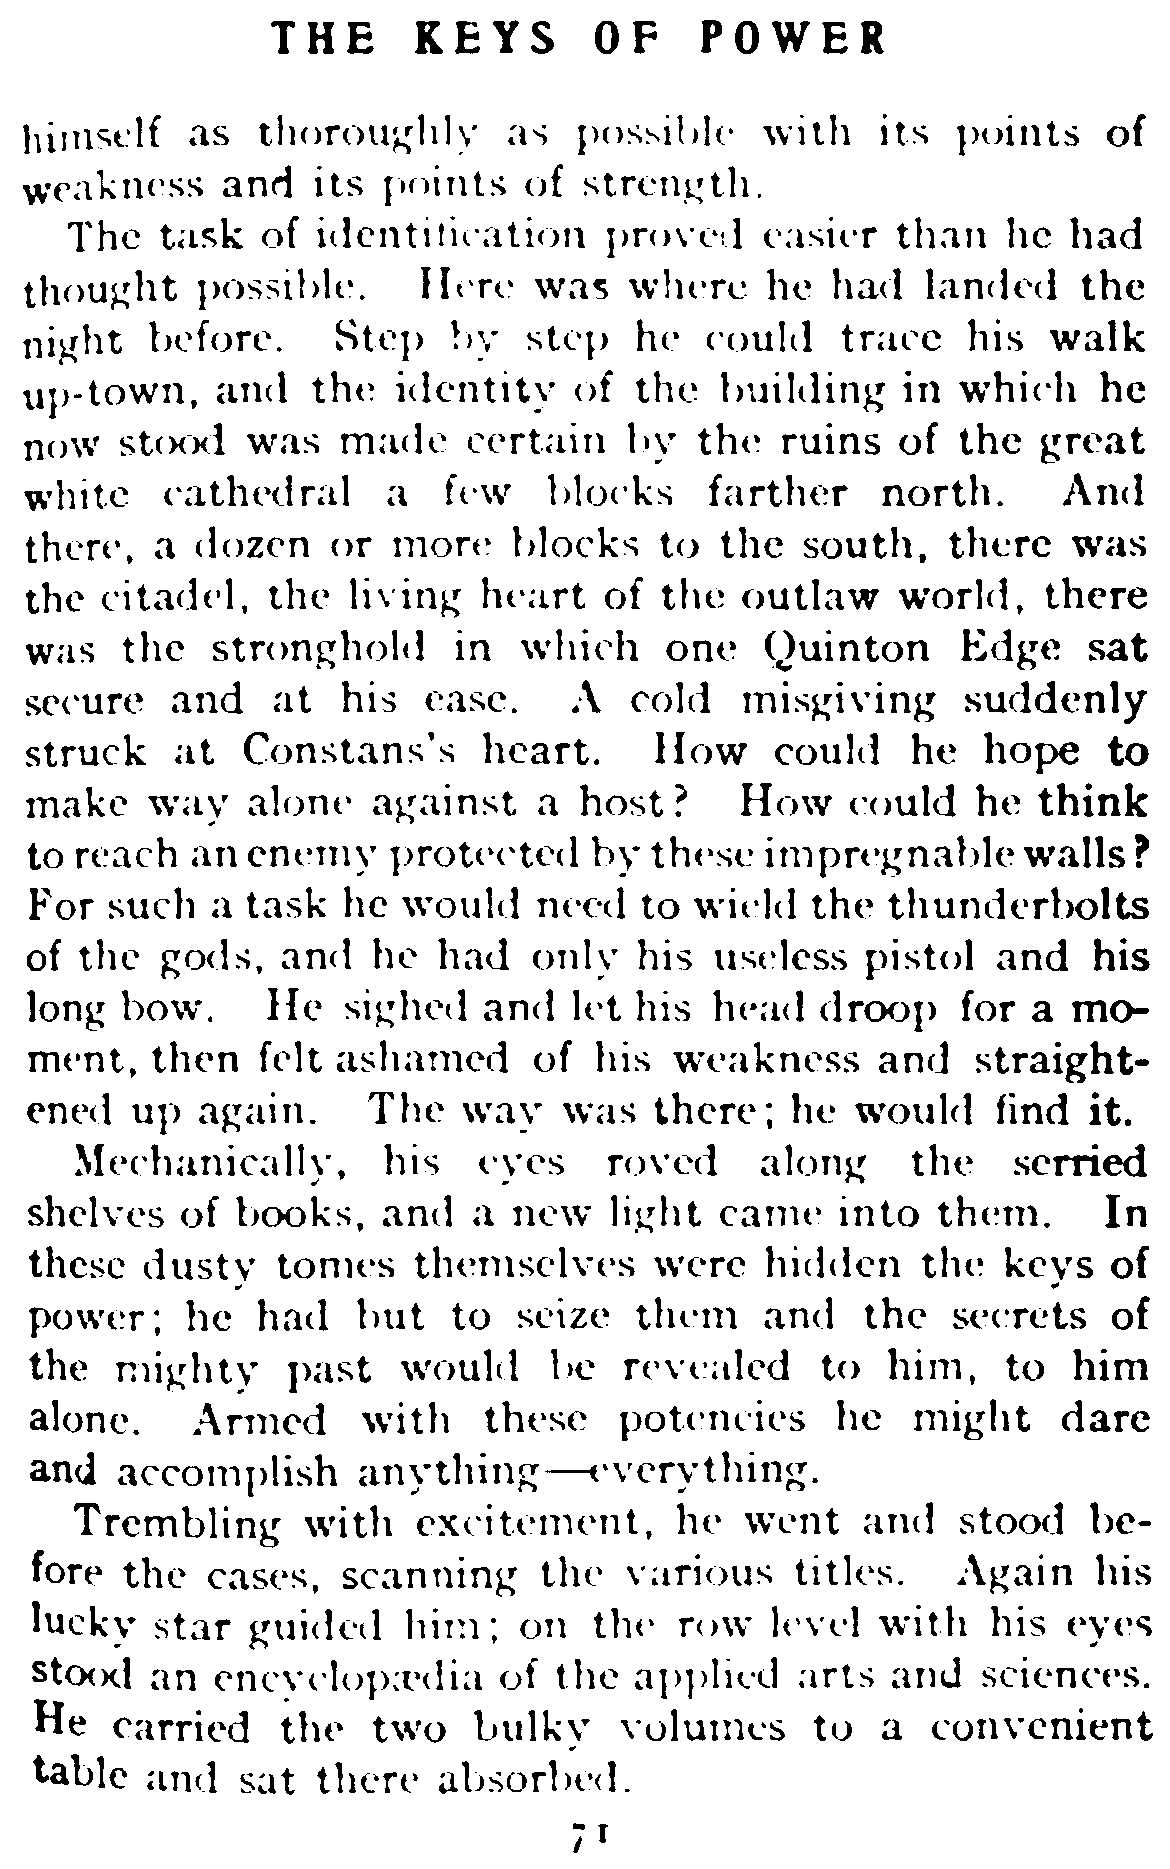 THE KEYS OF POWER
himself as thoroughly as possible with its points of
weakness and its points of strength.
The task of identification proved easier than he had
thought possible. Here was where he had landed the
night before. Step by step he could trace his walk
up-town, and the identity of the building in which he
now stood was made certain by the ruins of the great
white cathedral a few blocks farther north. And
there, a dozen or more blocks to the south, there was
the citadel, the living heart of the outlaw world, there
was the stronghold in which one Quinton Edge sat
secure and at his ease. A cold misgiving suddenly
struck at Constans's heart. How could he hope to
make way alone against a host? How could he think
to reach an enemy protected by these impregnable walls?
For such a task he would need to wield the thunderbolts
of the gods, and he had only his useless pistol and his
long bow. He sighed and let his head droop for a mo-
ment, then felt ashamed of his weakness and straight-
ened up again. The way was there; he would find it.
Mechanically, his eyes roved along the serried
shelves of books, and a new light came into them. In
these dusty tomes themselves were hidden the keys of
power; he had but to seize them and the secrets of
the mighty past would be revealed to him, to him
alone. Armed with these potencies he might dare
and accomplish anything—everything.
Trembling with excitement, he went and stood be-
fore the cases, scanning the various titles. Again his
lucky star guided him; on the row level with his eyes
stood an encyclopædia of the applied arts and sciences.
He carried the two bulky volumes to a convenient
table and sat there absorbed.
71